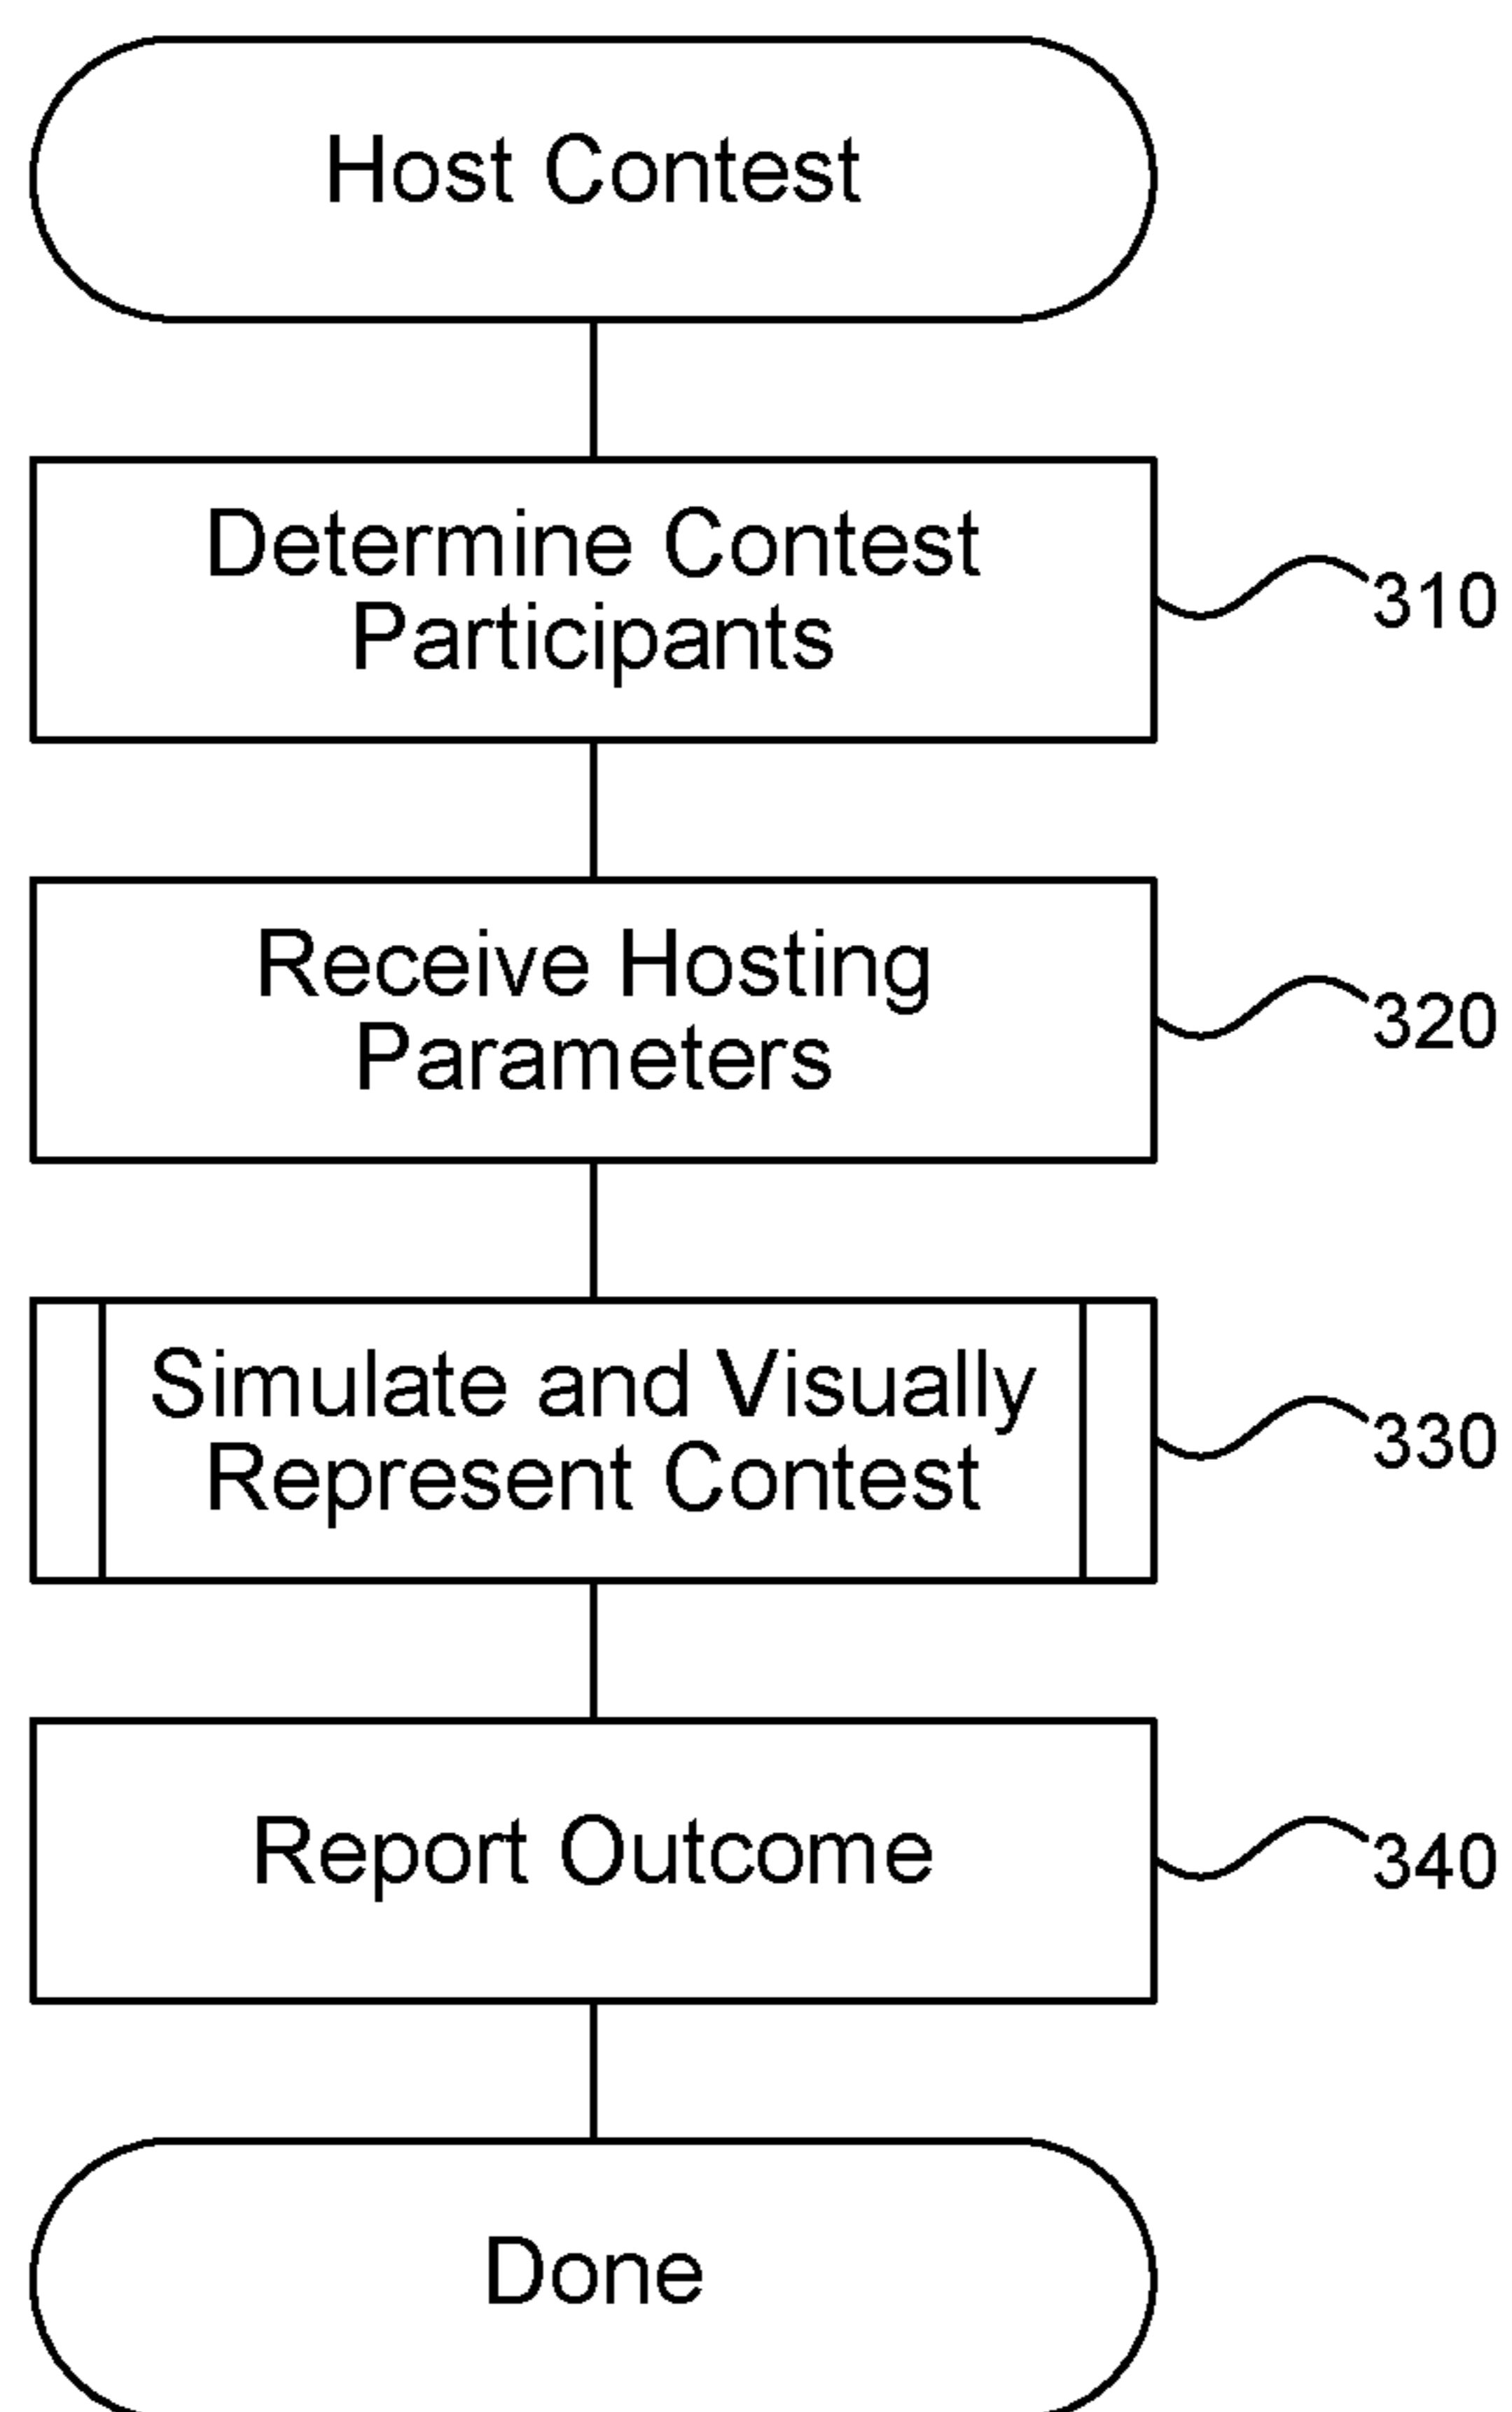 Host Contest
Determine Contest
Participants
310
Receive Hosting
Parameters
320
Simulate and Visually
Represent Contest
330
Report Outcome
340
Done